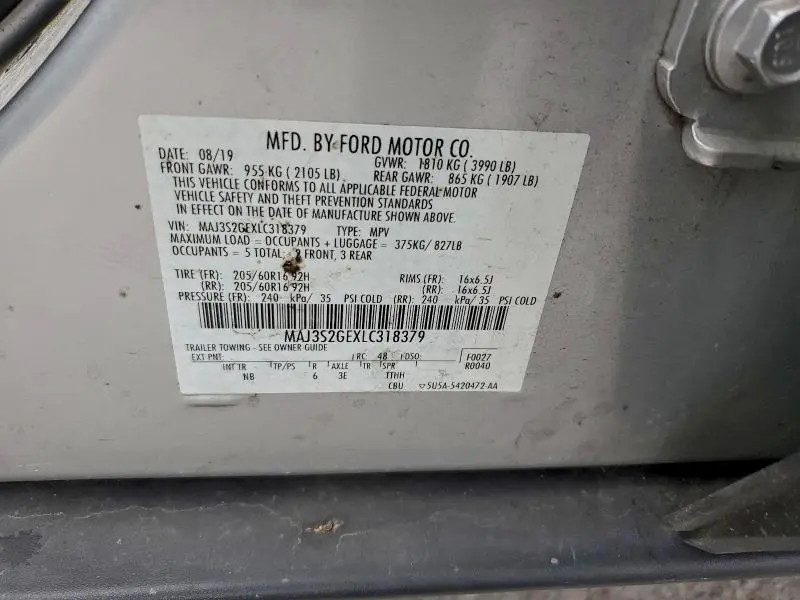 MFD. BY FORD MOTOR CO.
DATE: 08/19 GVWR: 1810 KG ( 3990 LB)
FRONT GAWR: 955 KG ( 2105 LB) REAR GAWR: 865 KG ( 1907 LB)
THIS VEHICLE CONFORMS TO ALL APPLICABLE FEDERAL MOTOR
VEHICLE SAFETY AND THEFT PREVENTION STANDARDS
IN EFFECT ON THE DATE OF MANUFACTURE SHOWN ABOVE.
VIN: MAJ3S2GEXLC318379 TYPE: MPV
MAXIMUM LOAD = OCCUPANTS + LUGGAGE = 375KG/ 827LB
OCCUPANTS = 5 TOTAL: 2 FRONT, 3 REAR
TIRE (FR): 205/60R16 92H RIMS (FR): 16x6.5J
(RR): 205/60R16 92H (RR): 16x6.5J
PRESSURE (FR): 240 kPa/ 35 PSI COLD (RR): 240 kPa/ 35 PSI COLD
MAJ3S2GEXLC318379
TRAILER TOWING - SEE OWNER GUIDE
EXT PNT: FRC: 48 DSO: F0027
INT TR TP/PS R AXLE TR SPR R0040
NB 6 3E TTHH
CBU 5U5A-5420472-AA